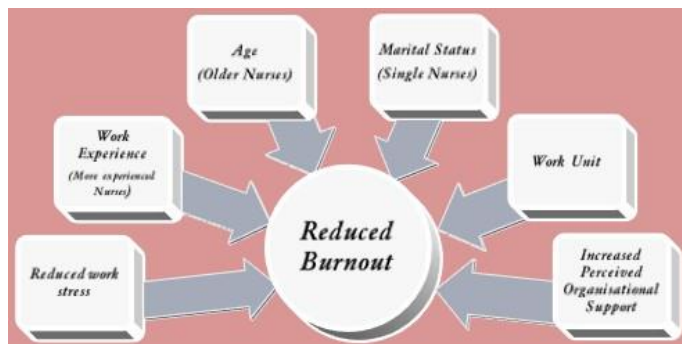 Age
(Older Nurses)
Marital Status
(Single Nurses)
Work
Experience
(More experienced
Nurses)
Work Unit
Reduced
Burnout
Reduced work
stress
Increased
Perceived
Organisational
Support